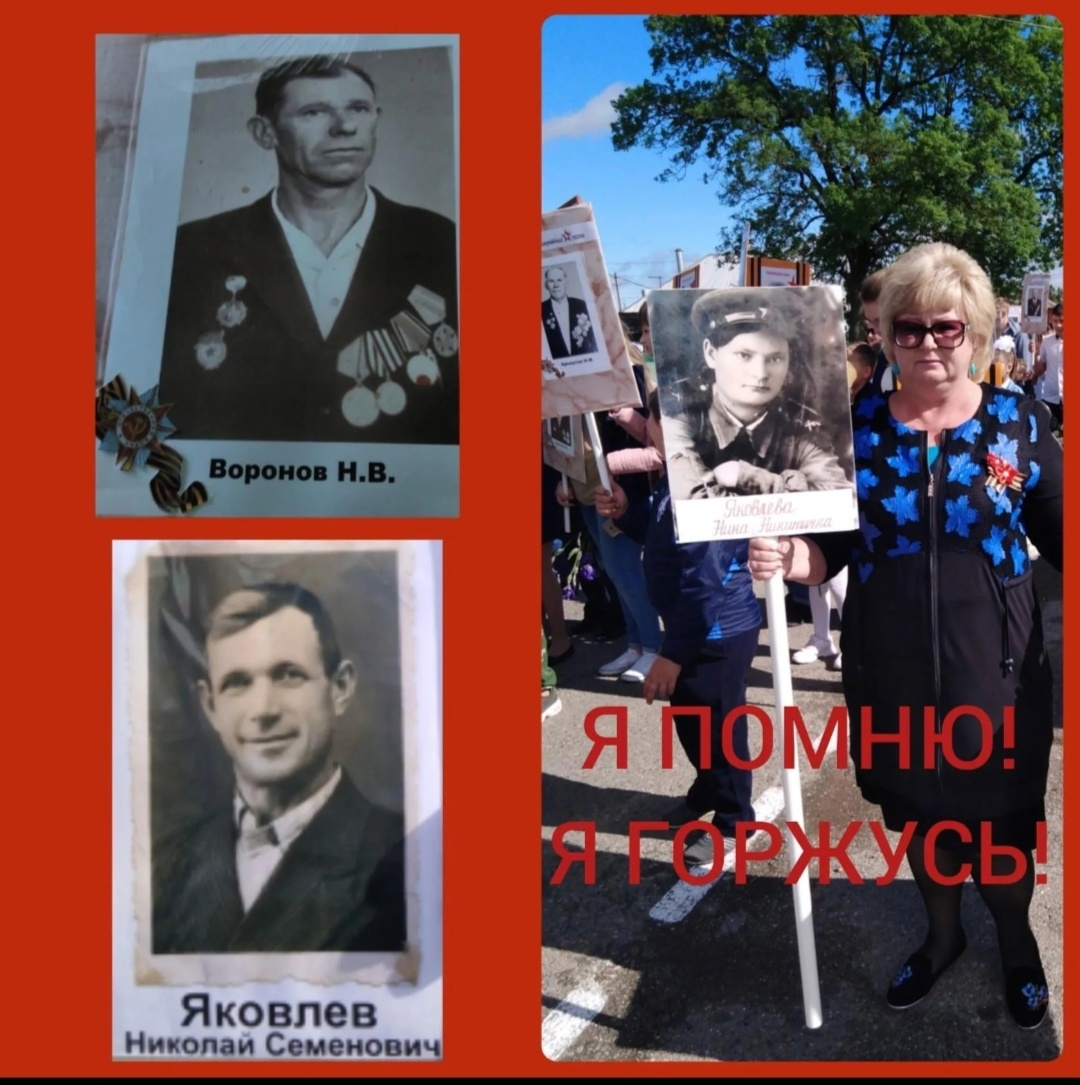 Воронов Н.В.
Яковлев
Николай Семенович
Яковлева
Нина Никитична
Я ПОМНЮ!
Я ГОРЖУСЬ!